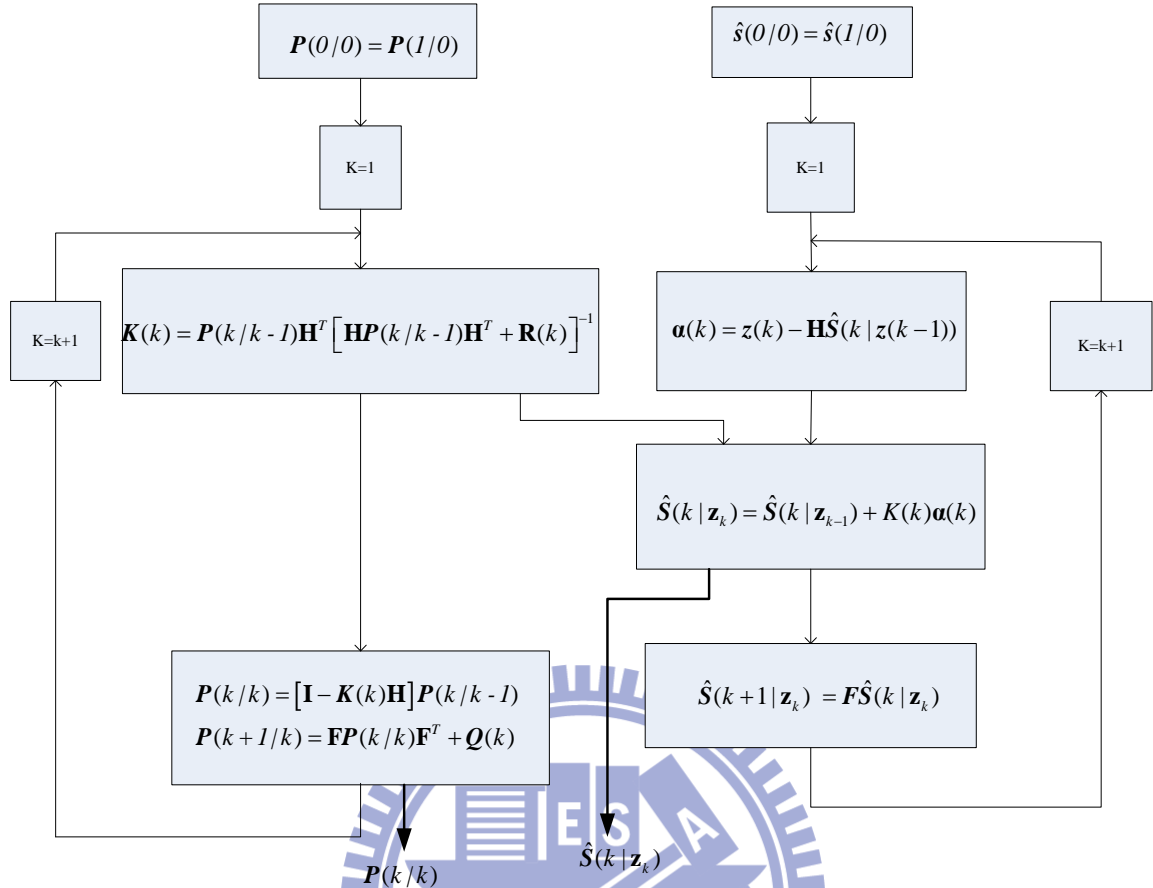 P(0/0) = P(1/0)
ŝ(0/0) = ŝ(1/0)
K=1
K=1
K(k) = P(k/k-1)H^T [HP(k/k-1)H^T + R(k)]^{-1}
α(k) = z(k) − HŜ(k | z(k−1))
K=k+1
K=k+1
Ŝ(k | z_k) = Ŝ(k | z_{k−1}) + K(k)α(k)
P(k/k) = [I − K(k)H]P(k/k-1)
P(k+1/k) = FP(k/k)F^T + Q(k)
Ŝ(k+1 | z_k) = FŜ(k | z_k)
E S A
P(k/k)
Ŝ(k | z_k)